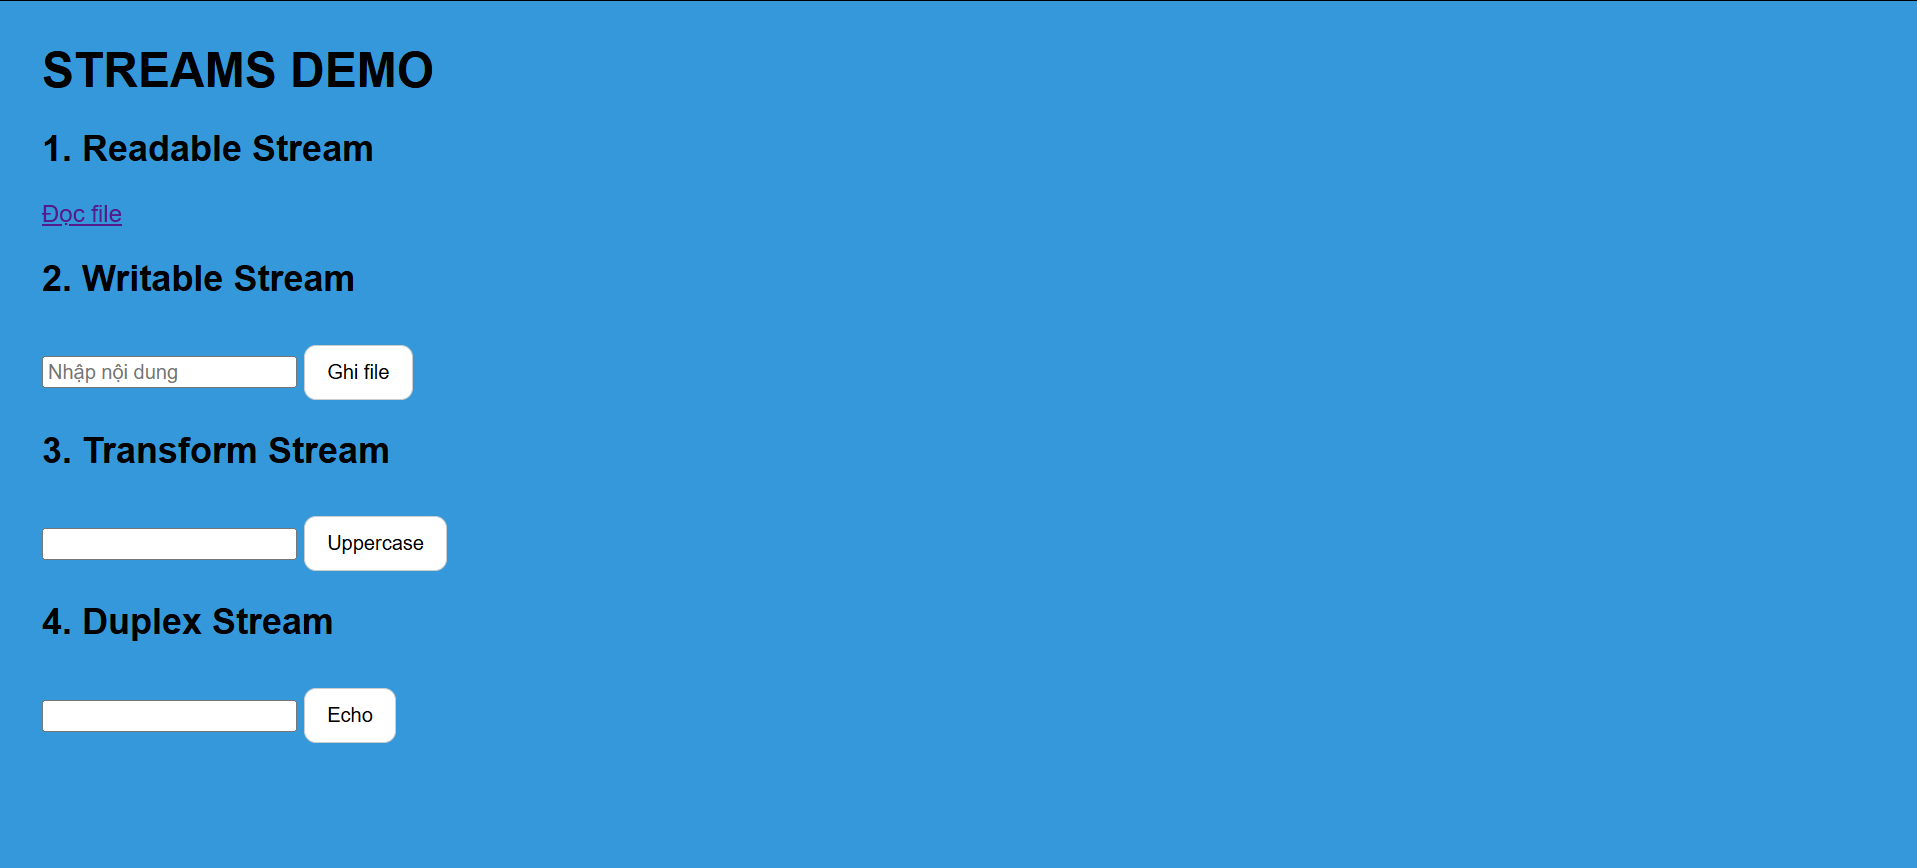 STREAMS DEMO
1. Readable Stream
Đọc file
2. Writable Stream
Nhập nội dung Ghi file
3. Transform Stream
Uppercase
4. Duplex Stream
Echo